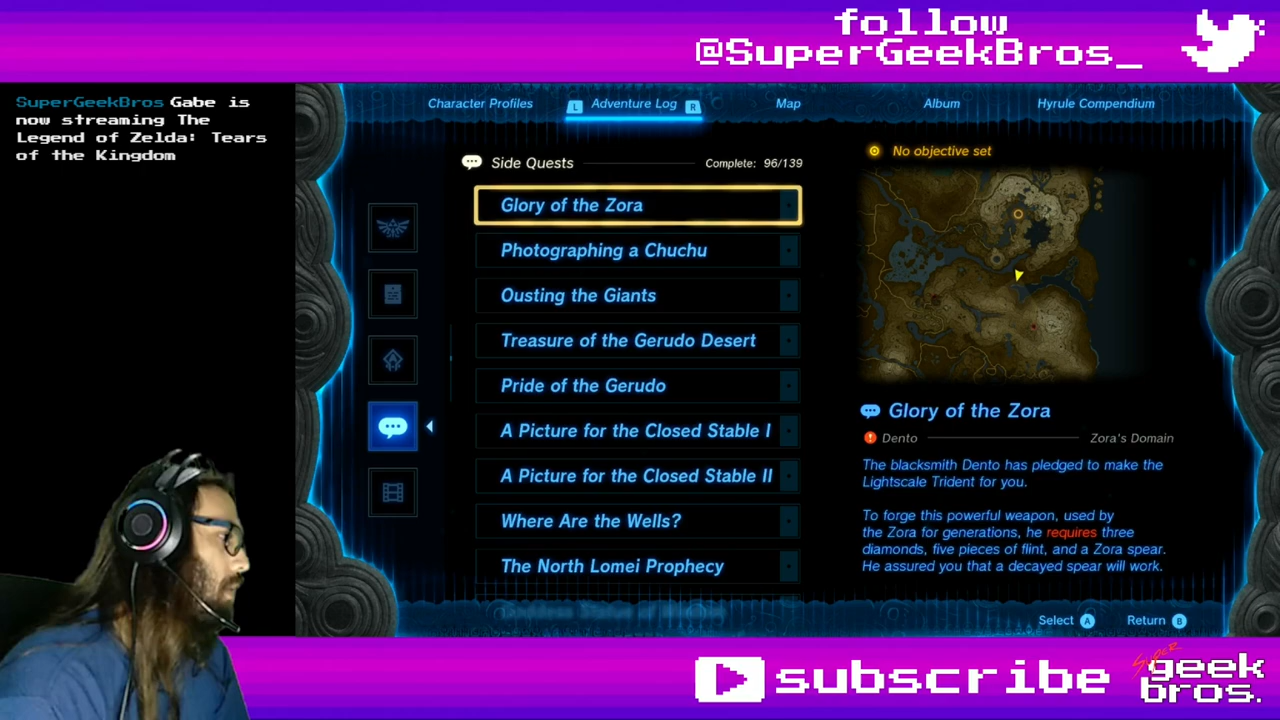 follow
@SuperGeekBros_
SuperGeekBros Gabe is
now streaming The
Legend of Zelda: Tears
of the Kingdom
Character Profiles
L Adventure Log R
Map
Album
Hyrule Compendium
Side Quests
Complete: 96/139
Glory of the Zora
Photographing a Chuchu
Ousting the Giants
Treasure of the Gerudo Desert
Pride of the Gerudo
A Picture for the Closed Stable I
A Picture for the Closed Stable II
Where Are the Wells?
The North Lomei Prophecy
No objective set
Glory of the Zora
Dento
Zora's Domain
The blacksmith Dento has pledged to make the
Lightscale Trident for you.
To forge this powerful weapon, used by
the Zora for generations, he requires three
diamonds, five pieces of flint, and a Zora spear.
He assured you that a decayed spear will work.
Select A
Return B
subscribe
Super
geek
bros.